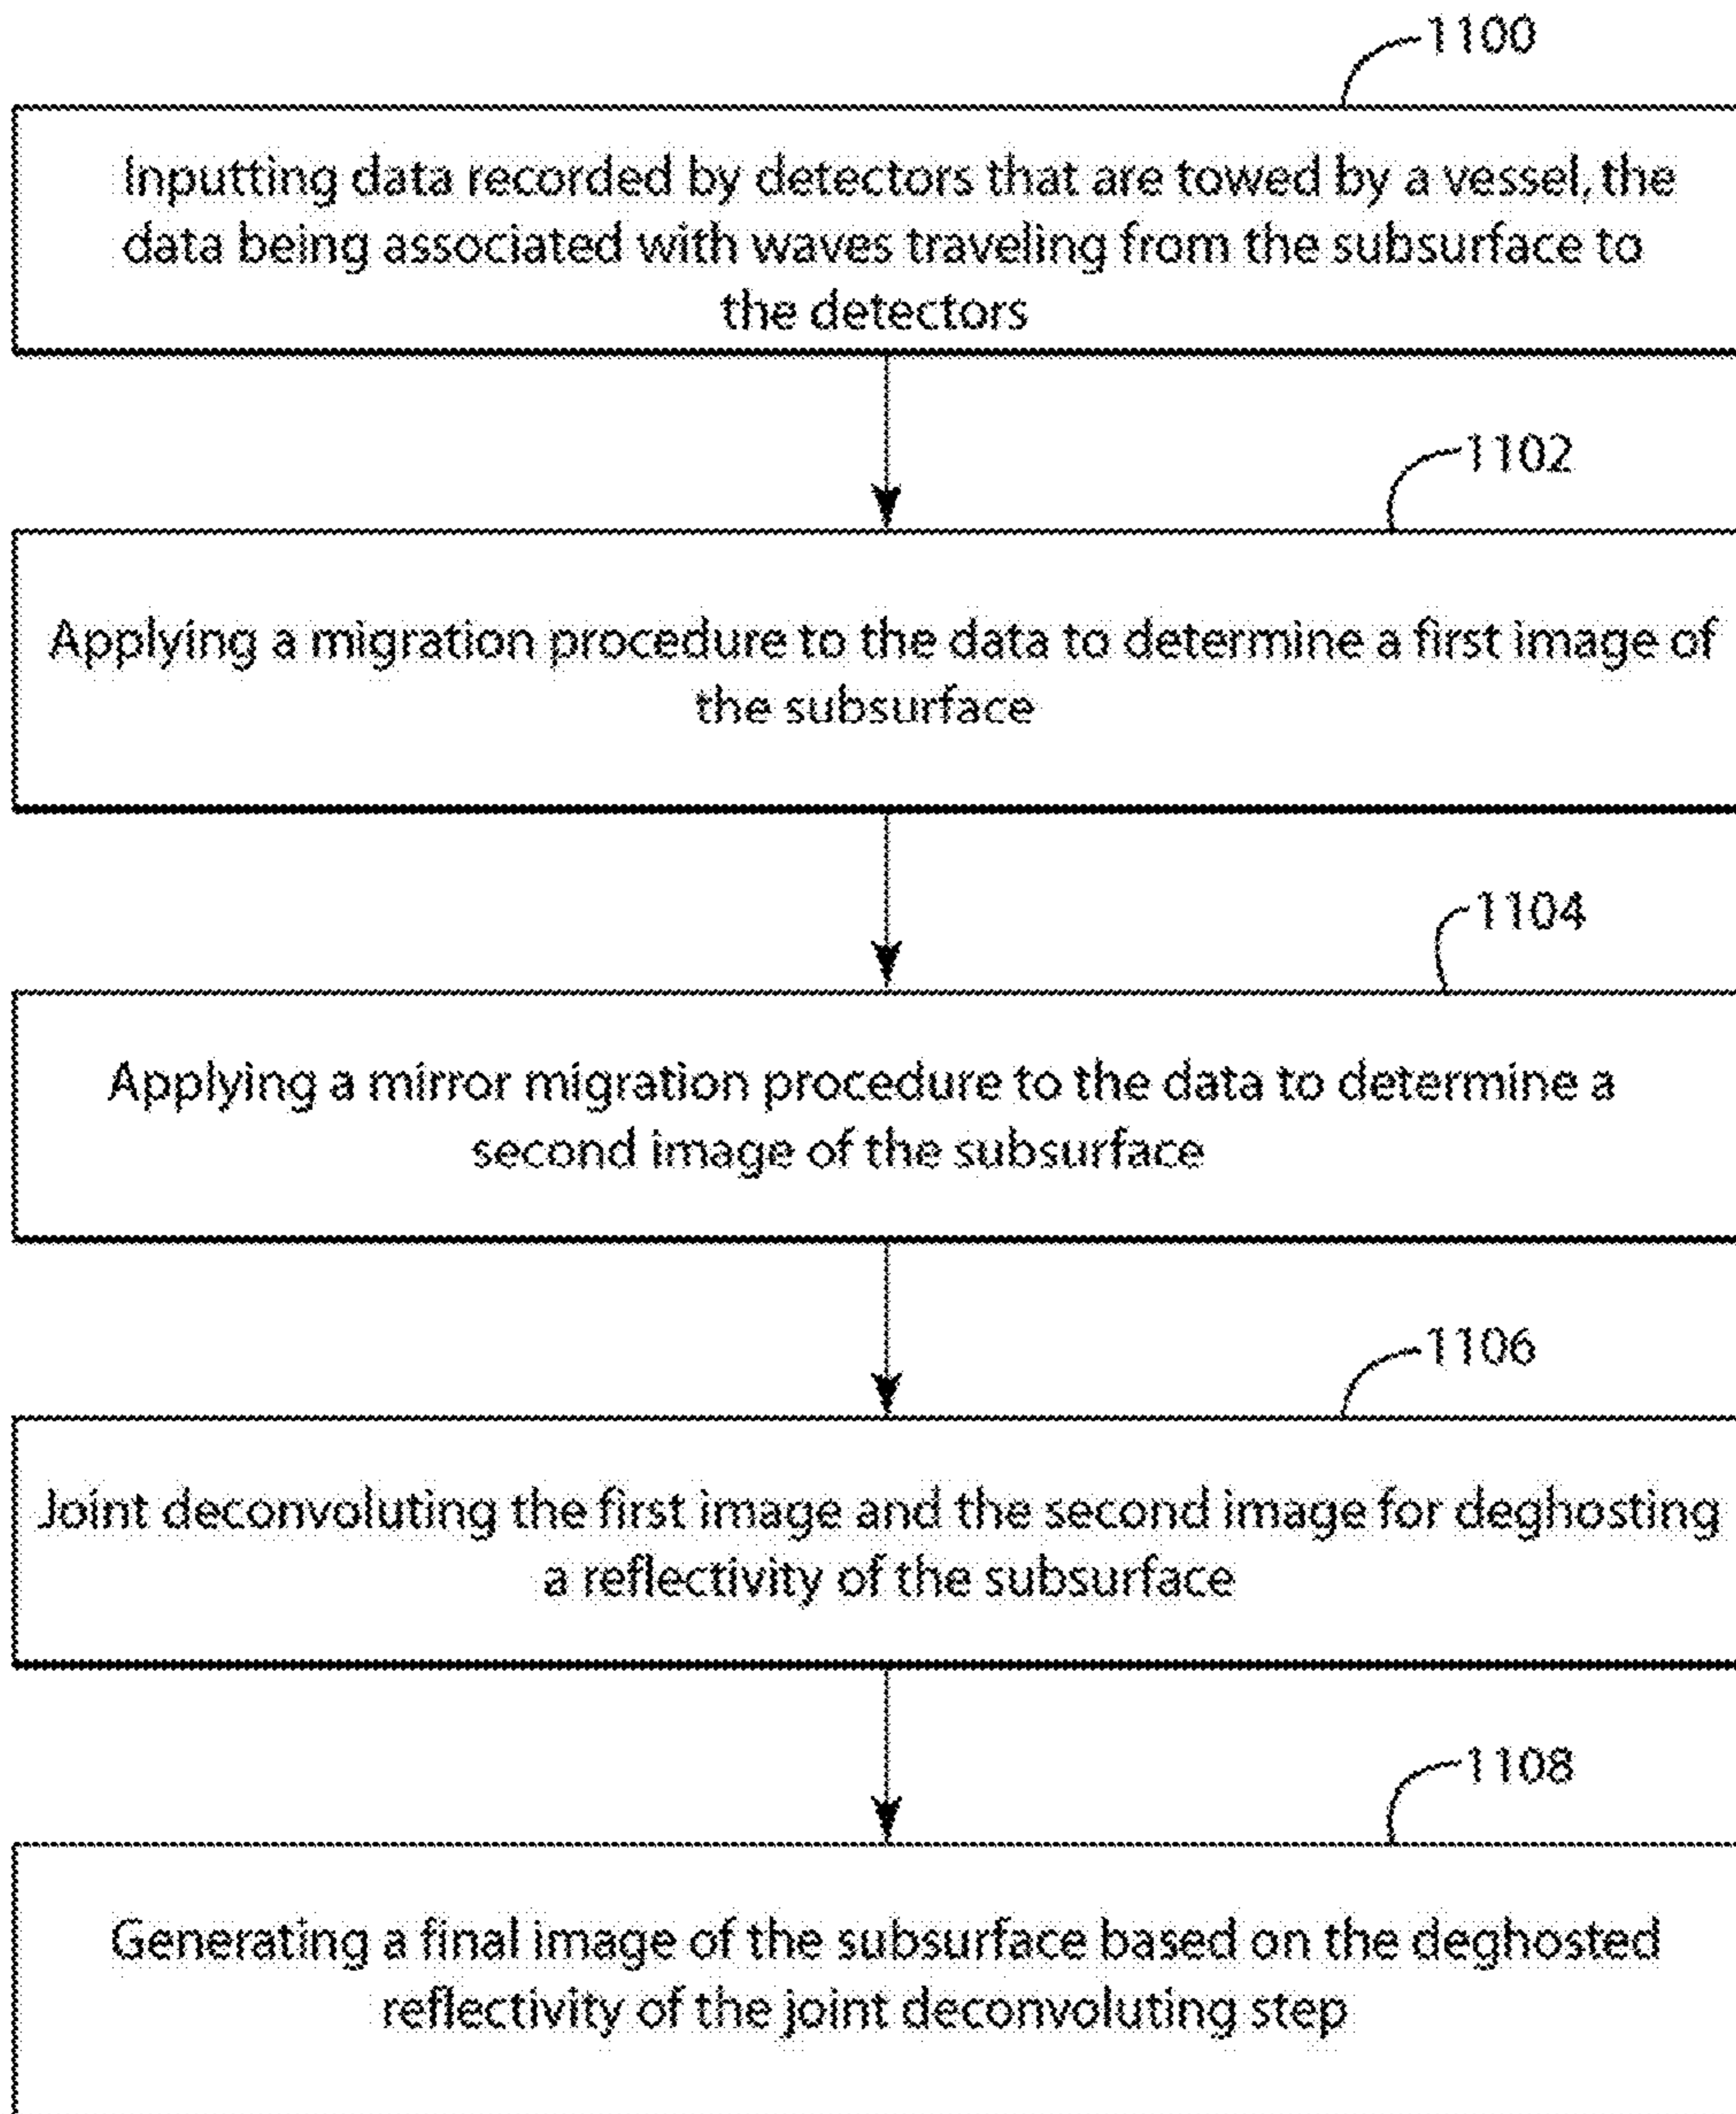 1100
Inputting data recorded by detectors that are towed by a vessel, the
data being associated with waves traveling from the subsurface to
the detectors
1102
Applying a migration procedure to the data to determine a first image of
the subsurface
1104
Applying a mirror migration procedure to the data to determine a
second image of the subsurface
1106
Joint deconvoluting the first image and the second image for deghosting
a reflectivity of the subsurface
1108
Generating a final image of the subsurface based on the deghosted
reflectivity of the joint deconvoluting step